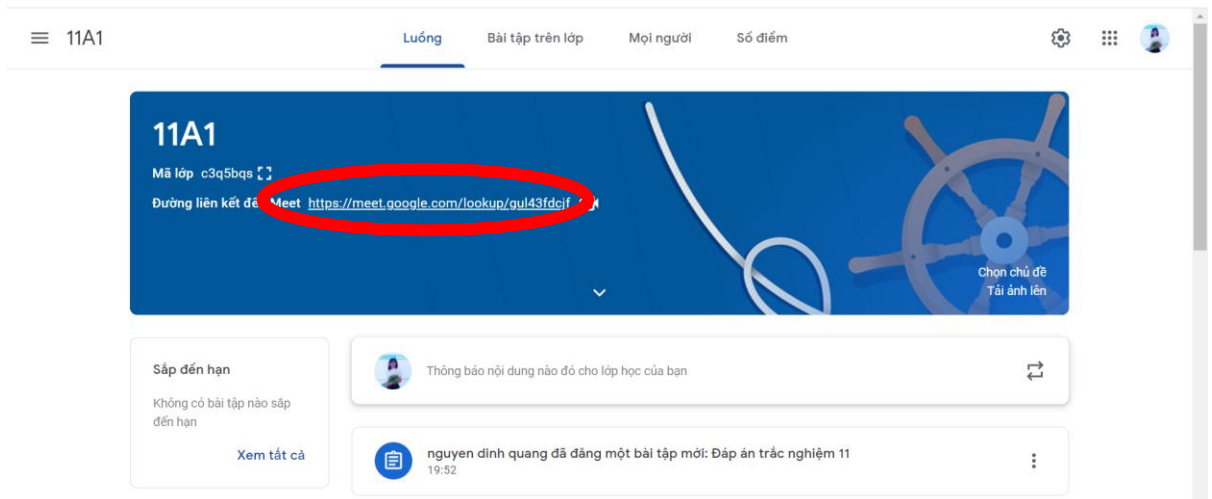 11A1
Luồng
Bài tập trên lớp
Mọi người
Số điểm
11A1
Mã lớp c3q5bqs
Đường liên kết đến Meet https://meet.google.com/lookup/gul43fdcjf
Chọn chủ đề
Tải ảnh lên
Sắp đến hạn
Không có bài tập nào sắp
đến hạn
Xem tất cả
Thông báo nội dung nào đó cho lớp học của bạn
nguyen dinh quang đã đăng một bài tập mới: Đáp án trắc nghiệm 11
19:52